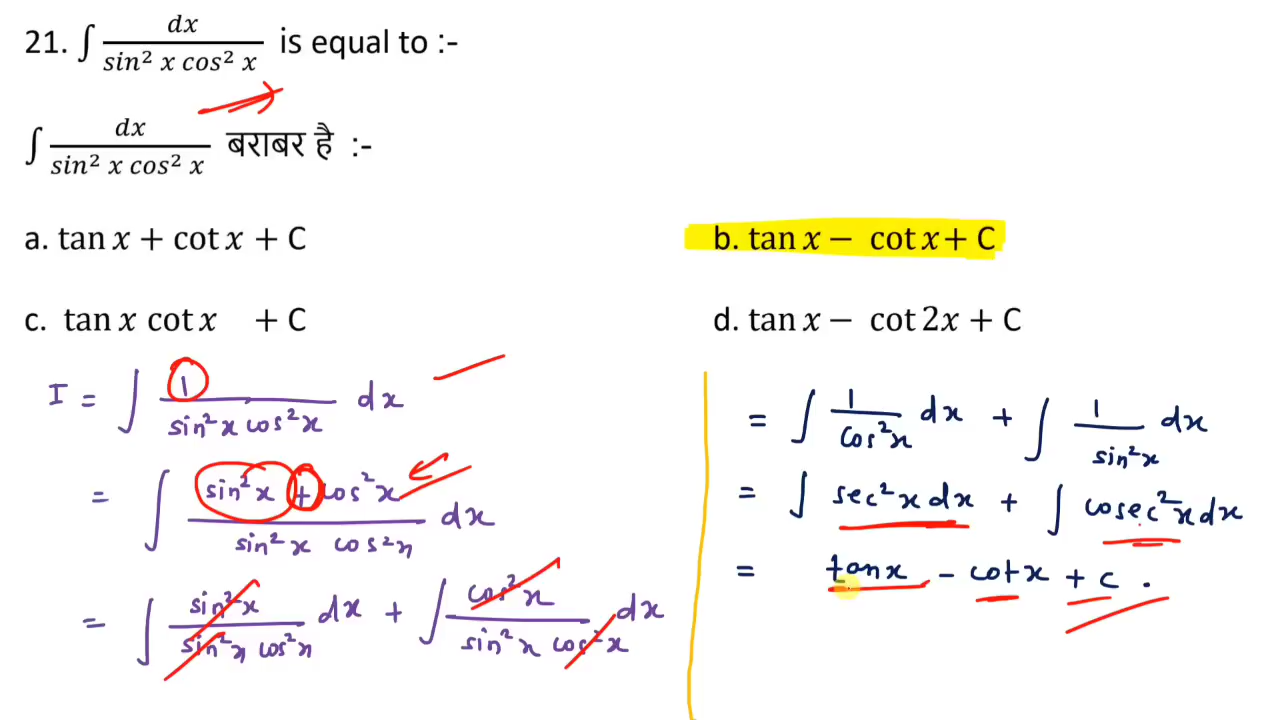 21. ∫ dx / sin² x cos² x is equal to :-
∫ dx / sin² x cos² x बराबर है :-
a. tan x + cot x + C
b. tan x − cot x + C
c. tan x cot x + C
d. tan x − cot 2x + C
I = ∫ 1 / sin²x cos²x dx
= ∫ sin²x + cos²x / sin²x cos²x dx
= ∫ sin²x / sin²x cos²x dx + ∫ cos²x / sin²x cos²x dx
= ∫ 1 / cos²x dx + ∫ 1 / sin²x dx
= ∫ sec²x dx + ∫ cosec²x dx
= tanx - cotx + c .